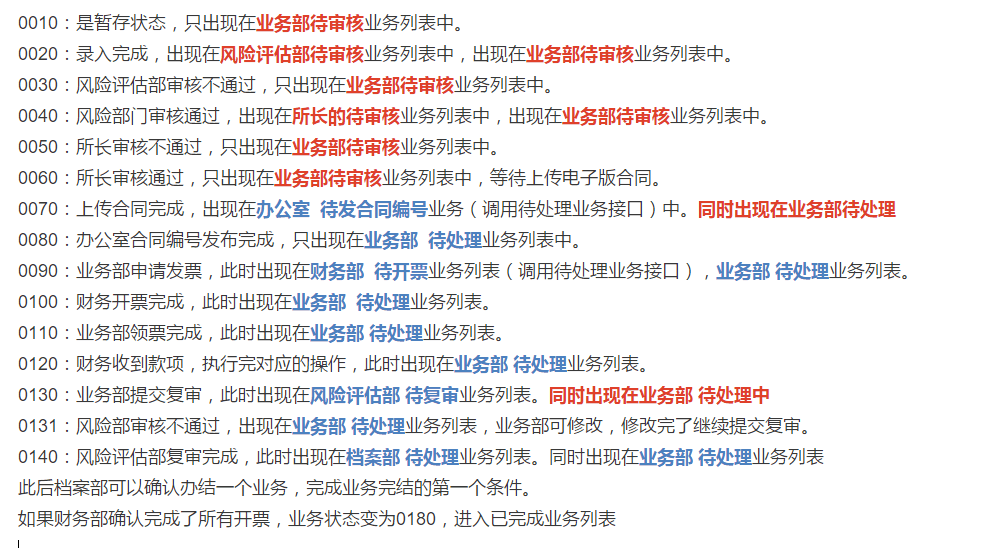 0010：是暂存状态，只出现在业务部待审核业务列表中。
0020：录入完成，出现在风险评估部待审核业务列表中，出现在业务部待审核业务列表中。
0030：风险评估部审核不通过，只出现在业务部待审核业务列表中。
0040：风险部门审核通过，出现在所长的待审核业务列表中，出现在业务部待审核业务列表中。
0050：所长审核不通过，只出现在业务部待审核业务列表中。
0060：所长审核通过，只出现在业务部待审核业务列表中，等待上传电子版合同。
0070：上传合同完成，出现在办公室  待发合同编号业务（调用待处理业务接口）中。同时出现在业务部待处理
0080：办公室合同编号发布完成，只出现在业务部  待处理业务列表中。
0090：业务部申请发票，此时出现在财务部  待开票业务列表（调用待处理业务接口），业务部 待处理业务列表。
0100：财务开票完成，此时出现在业务部  待处理业务列表。
0110：业务部领票完成，此时出现在业务部 待处理业务列表。
0120：财务收到款项，执行完对应的操作，此时出现在业务部 待处理业务列表。
0130：业务部提交复审，此时出现在风险评估部 待复审业务列表。同时出现在业务部 待处理中
0131：风险部审核不通过，出现在业务部 待处理业务列表，业务部可修改，修改完了继续提交复审。
0140：风险评估部复审完成，此时出现在档案部 待处理业务列表。同时出现在业务部 待处理业务列表
此后档案部可以确认办结一个业务，完成业务完结的第一个条件。
如果财务部确认完成了所有开票，业务状态变为0180，进入已完成业务列表